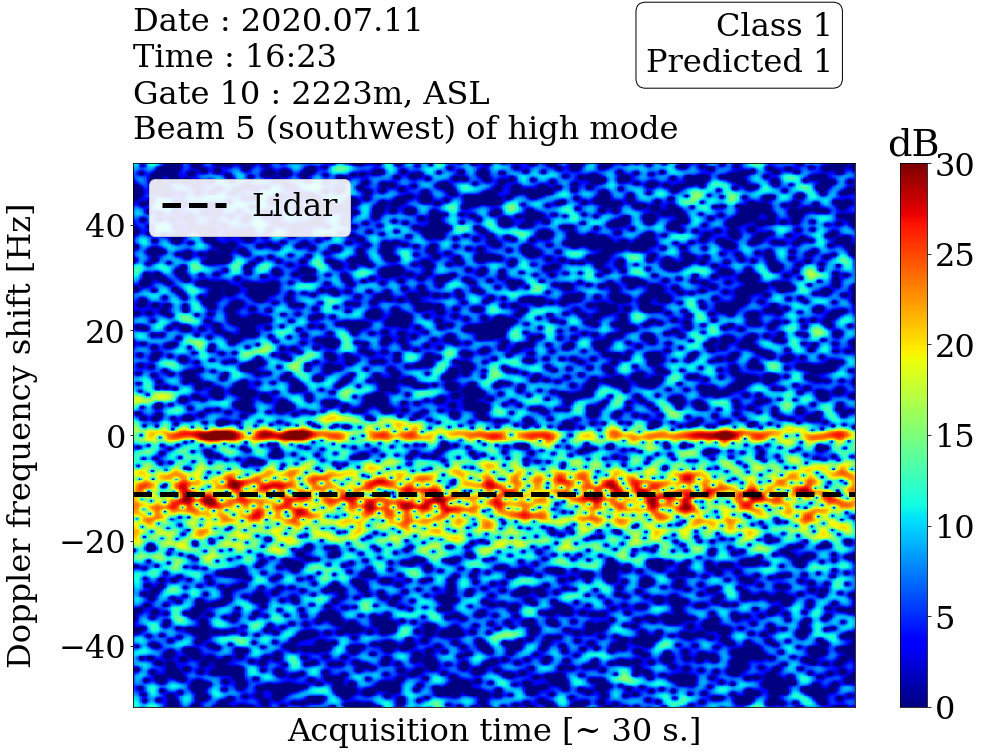 Date : 2020.07.11
Time : 16:23
Gate 10 : 2223m, ASL
Beam 5 (southwest) of high mode
Class 1
Predicted 1
dB
Lidar
Doppler frequency shift [Hz]
40
20
0
−20
−40
Acquisition time [~ 30 s.]
30
25
20
15
10
5
0